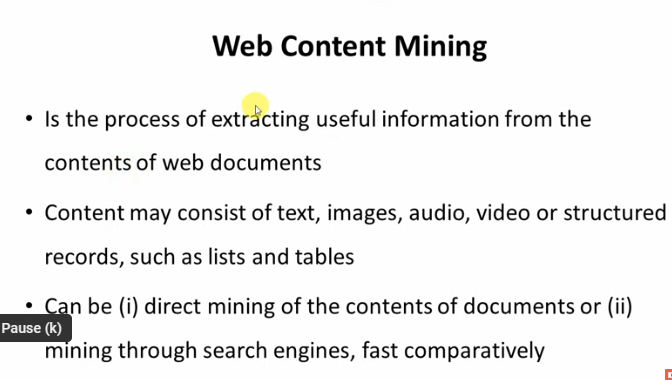 Web Content Mining
• Is the process of extracting useful information from the
contents of web documents
• Content may consist of text, images, audio, video or structured
records, such as lists and tables
• Can be (i) direct mining of the contents of documents or (ii)
Pause (k)
mining through search engines, fast comparatively